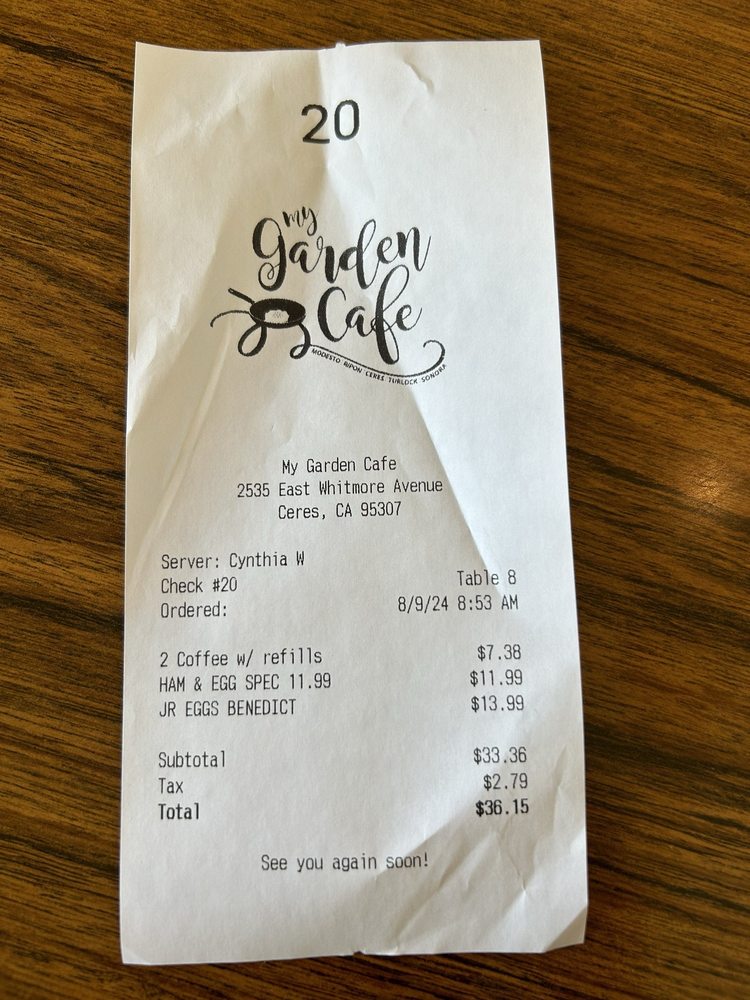 20
my
Garden
Cafe
MODESTO RIPON CERES TURLOCK SONORA
My Garden Cafe
2535 East Whitmore Avenue
Ceres, CA 95307
Server: Cynthia W
Check #20 Table 8
Ordered: 8/9/24 8:53 AM
2 Coffee w/ refills $7.38
HAM & EGG SPEC 11.99 $11.99
JR EGGS BENEDICT $13.99
Subtotal $33.36
Tax $2.79
Total $36.15
See you again soon!